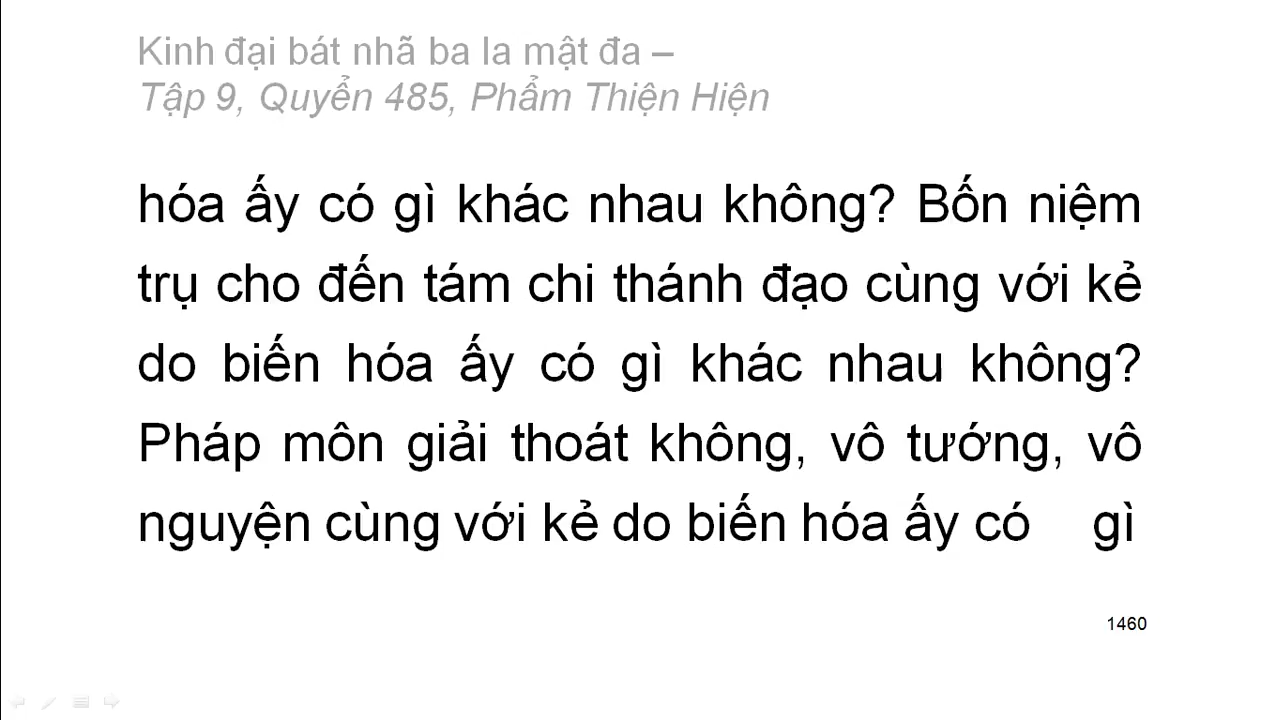 Kinh đại bát nhã ba la mật đa –
Tập 9, Quyển 485, Phẩm Thiện Hiện
hóa ấy có gì khác nhau không? Bốn niệm
trụ cho đến tám chi thánh đạo cùng với kẻ
do biến hóa ấy có gì khác nhau không?
Pháp môn giải thoát không, vô tướng, vô
nguyện cùng với kẻ do biến hóa ấy có gì
1460